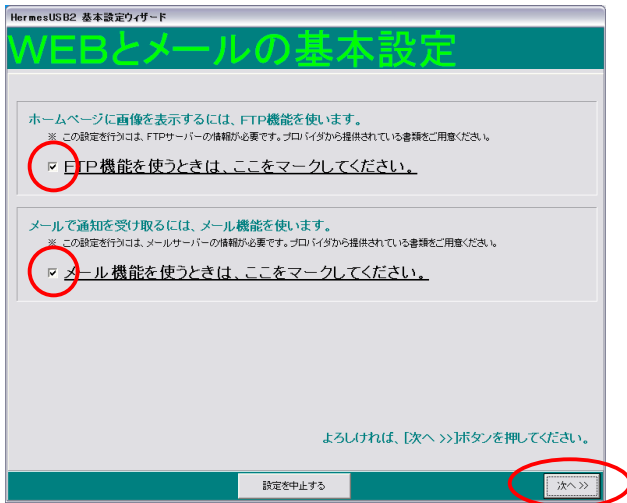 HermesUSB2 基本設定ウィザード
WEBとメールの基本設定
ホームページに画像を表示するには、FTP機能を使います。
※ この設定を行うには、FTPサーバーの情報が必要です。プロバイダから提供されている書類をご用意ください。
FTP機能を使うときは、ここをマークしてください。
メールで通知を受け取るには、メール機能を使います。
※ この設定を行うには、メールサーバーの情報が必要です。プロバイダから提供されている書類をご用意ください。
メール機能を使うときは、ここをマークしてください。
よろしければ、[次へ >>]ボタンを押してください。
設定を中止する
次へ >>